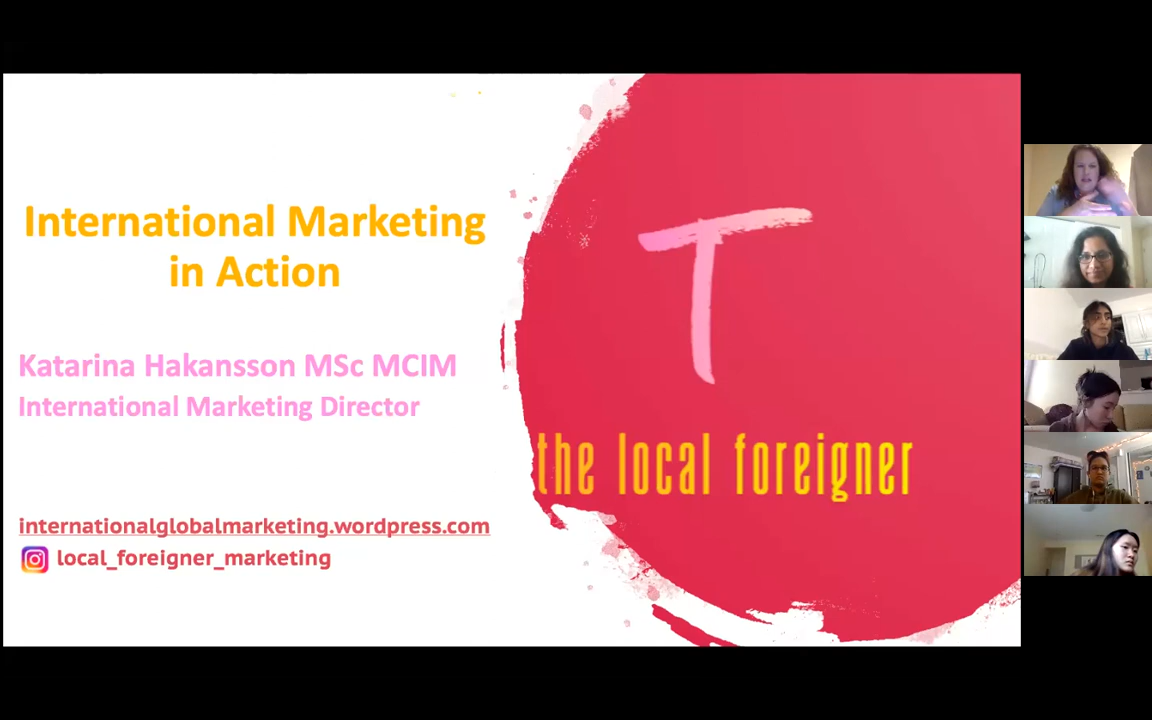 International Marketing
in Action
Katarina Hakansson MSc MCIM
International Marketing Director
internationalglobalmarketing.wordpress.com
local_foreigner_marketing
T
the local foreigner